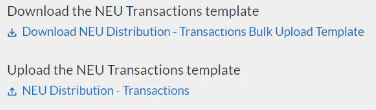 Download the NEU Transactions template
Download NEU Distribution - Transactions Bulk Upload Template
Upload the NEU Transactions template
NEU Distribution - Transactions